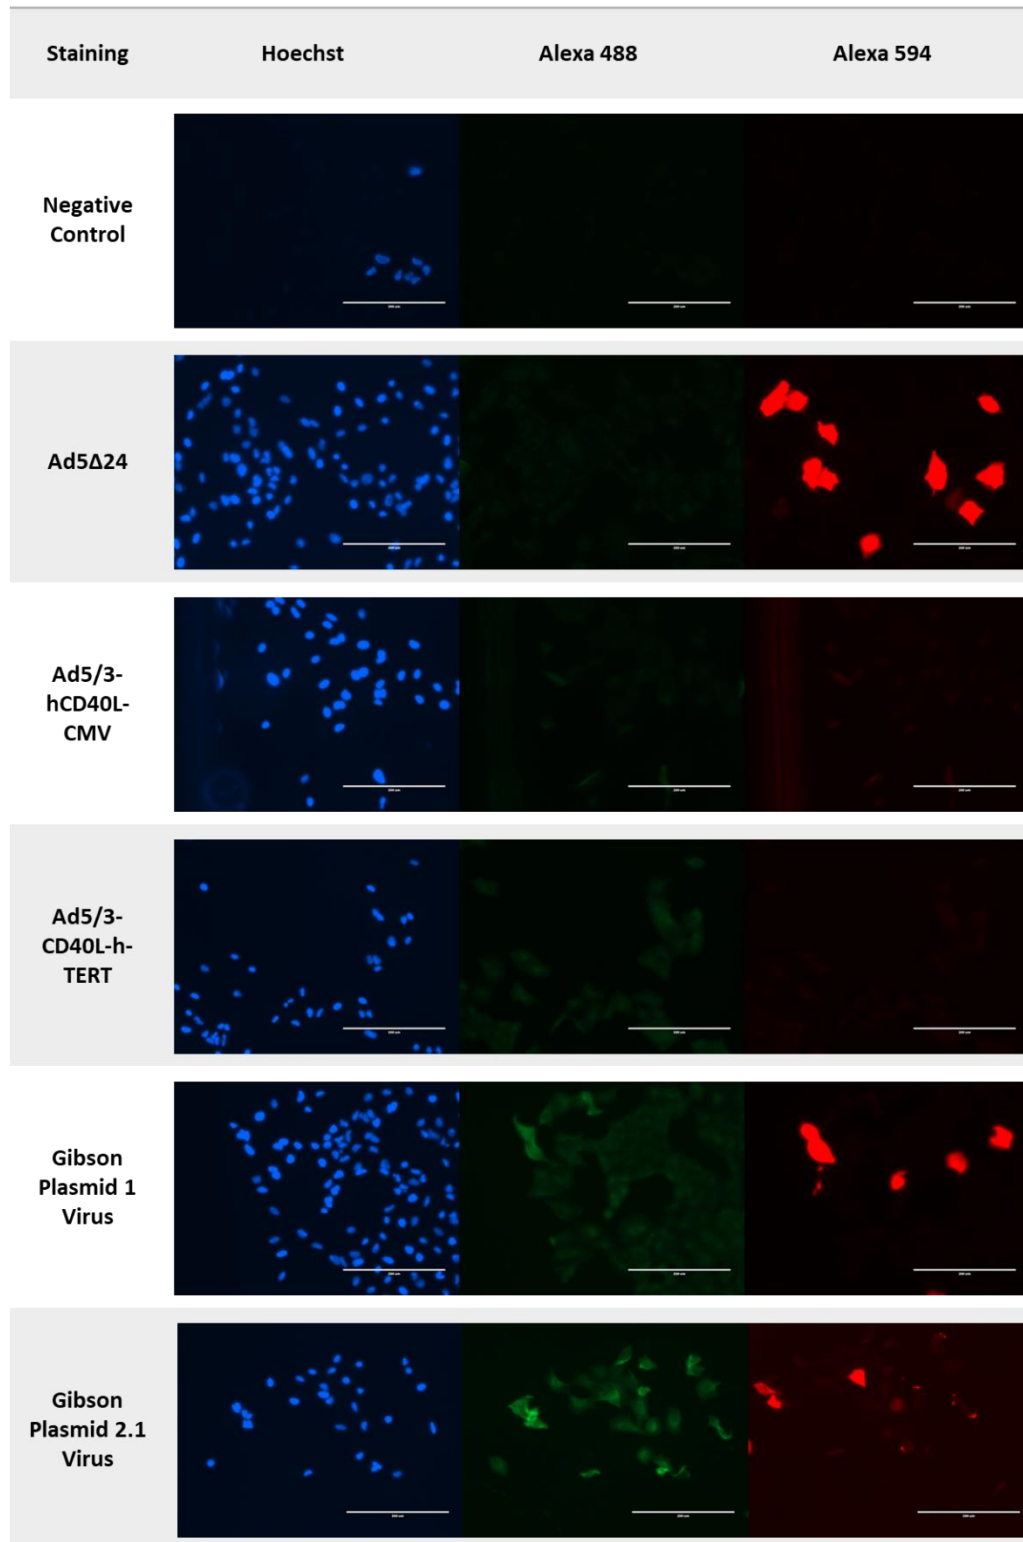 Staining Hoechst Alexa 488 Alexa 594
Negative
Control
Ad5Δ24
Ad5/3-
hCD40L-
CMV
Ad5/3-
CD40L-h-
TERT
Gibson
Plasmid 1
Virus
Gibson
Plasmid 2.1
Virus